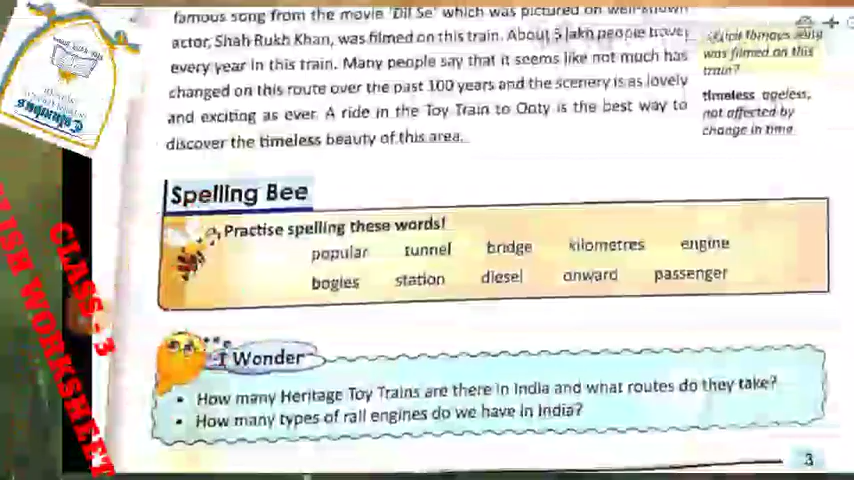 famous song from the movie 'Dil Se' which was pictured on well-known
actor, Shah Rukh Khan, was filmed on this train. About 5 lakh people travel
every year in this train. Many people say that it seems like not much has
changed on this route over the past 100 years and the scenery is as lovely
and exciting as ever. A ride in the Toy Train to Ooty is the best way to
discover the timeless beauty of this area.
Which famous song
was filmed on this
train?
timeless ageless,
not affected by
change in time
Spelling Bee
Practise spelling these words!
popular tunnel bridge kilometres engine
bogies station diesel onward passenger
I Wonder
• How many Heritage Toy Trains are there in India and what routes do they take?
• How many types of rail engines do we have in India?
3
CLASS - 3
LISH WORKSHEET
Columbus